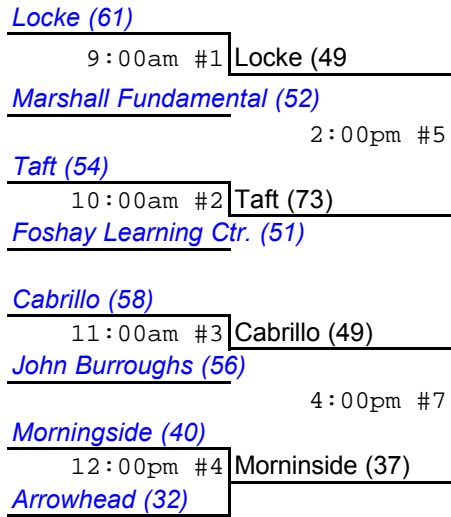 Locke (61)
9:00am #1 Locke (49
Marshall Fundamental (52)
2:00pm #5
Taft (54)
10:00am #2 Taft (73)
Foshay Learning Ctr. (51)
Cabrillo (58)
11:00am #3 Cabrillo (49)
John Burroughs (56)
4:00pm #7
Morningside (40)
12:00pm #4 Morninside (37)
Arrowhead (32)